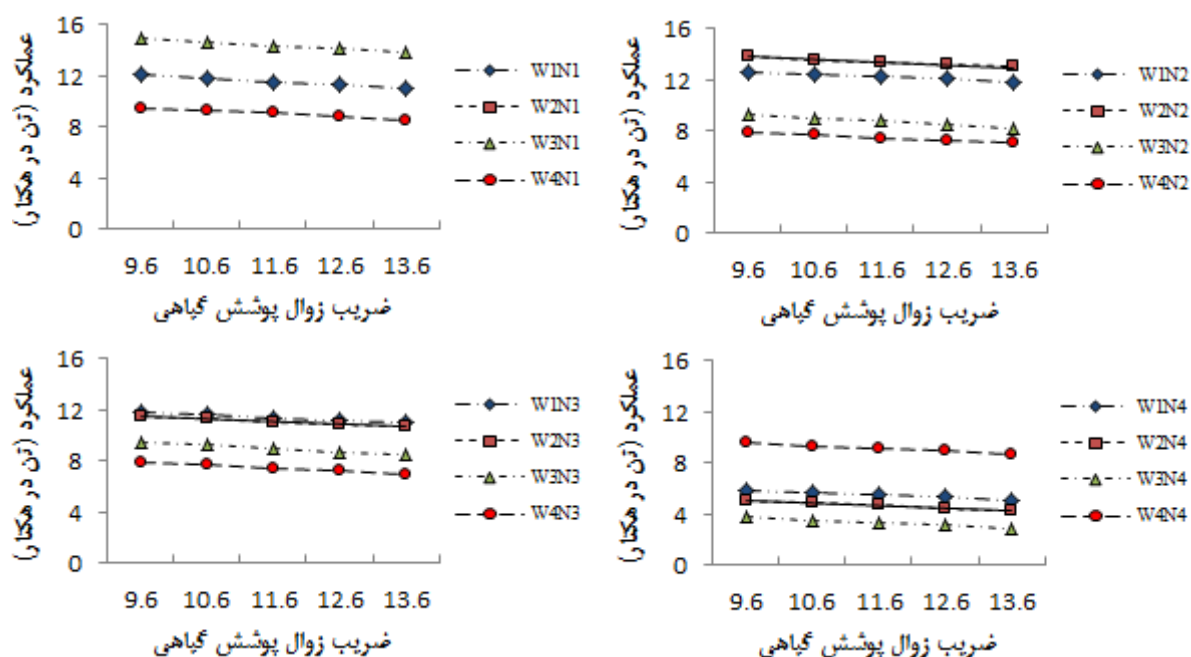 عملکرد (تن در هکتار)
16
12
8
4
0
9.6 10.6 11.6 12.6 13.6
ضریب زوال پوشش گیاهی
W1N1
W2N1
W3N1
W4N1
عملکرد (تن در هکتار)
16
12
8
4
0
9.6 10.6 11.6 12.6 13.6
ضریب زوال پوشش گیاهی
W1N2
W2N2
W3N2
W4N2
عملکرد (تن در هکتار)
16
12
8
4
0
9.6 10.6 11.6 12.6 13.6
ضریب زوال پوشش گیاهی
W1N3
W2N3
W3N3
W4N3
عملکرد (تن در هکتار)
16
12
8
4
0
9.6 10.6 11.6 12.6 13.6
ضریب زوال پوشش گیاهی
W1N4
W2N4
W3N4
W4N4